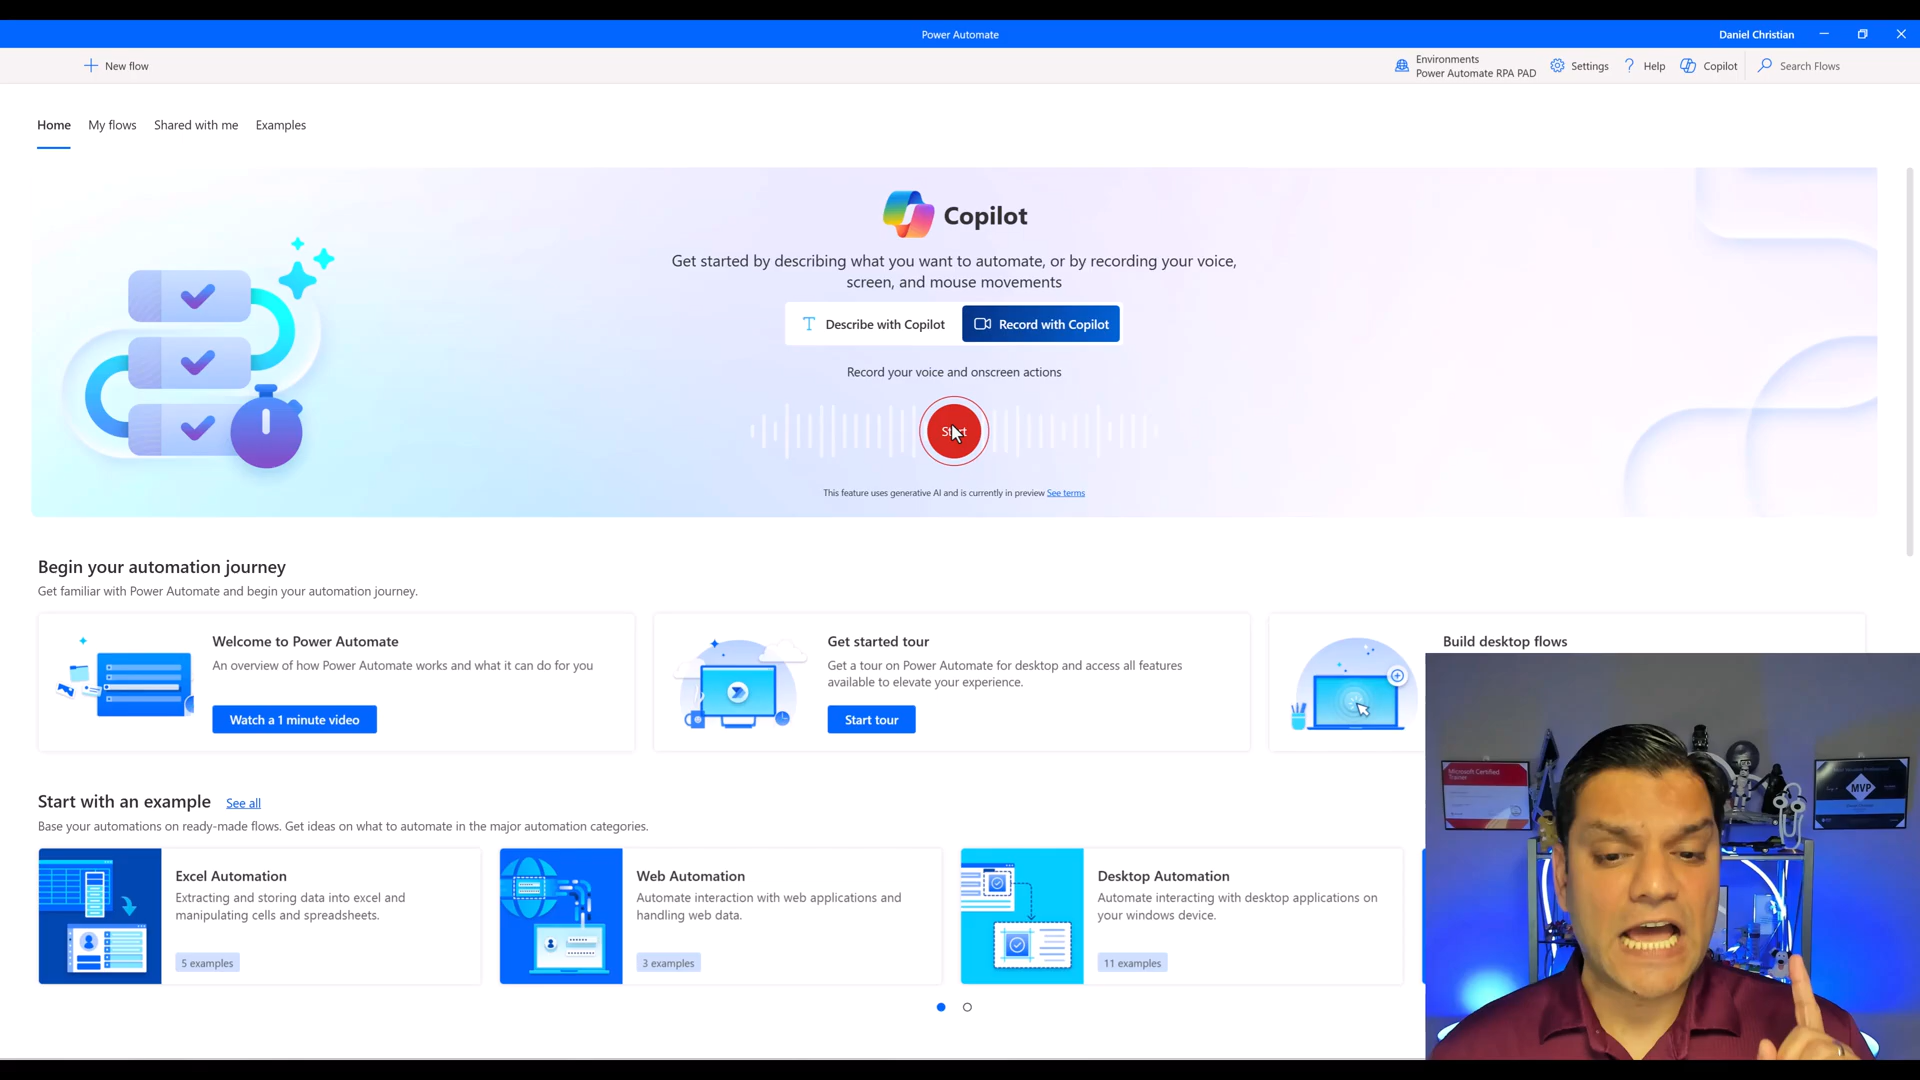 Power Automate
Daniel Christian
New flow
Environments
Power Automate RPA PAD
Settings
Help
Copilot
Search Flows
Home
My flows
Shared with me
Examples
Copilot
Get started by describing what you want to automate, or by recording your voice,
screen, and mouse movements
Describe with Copilot
Record with Copilot
Record your voice and onscreen actions
This feature uses generative AI and is currently in preview See terms
Begin your automation journey
Get familiar with Power Automate and begin your automation journey.
Welcome to Power Automate
An overview of how Power Automate works and what it can do for you
Watch a 1 minute video
Get started tour
Get a tour on Power Automate for desktop and access all features
available to elevate your experience.
Start tour
Build desktop flows
Start with an example See all
Base your automations on ready-made flows. Get ideas on what to automate in the major automation categories.
Excel Automation
Extracting and storing data into excel and
manipulating cells and spreadsheets.
5 examples
Web Automation
Automate interaction with web applications and
handling web data.
3 examples
Desktop Automation
Automate interacting with desktop applications on
your windows device.
11 examples
Microsoft Certified
Trainer
MVP